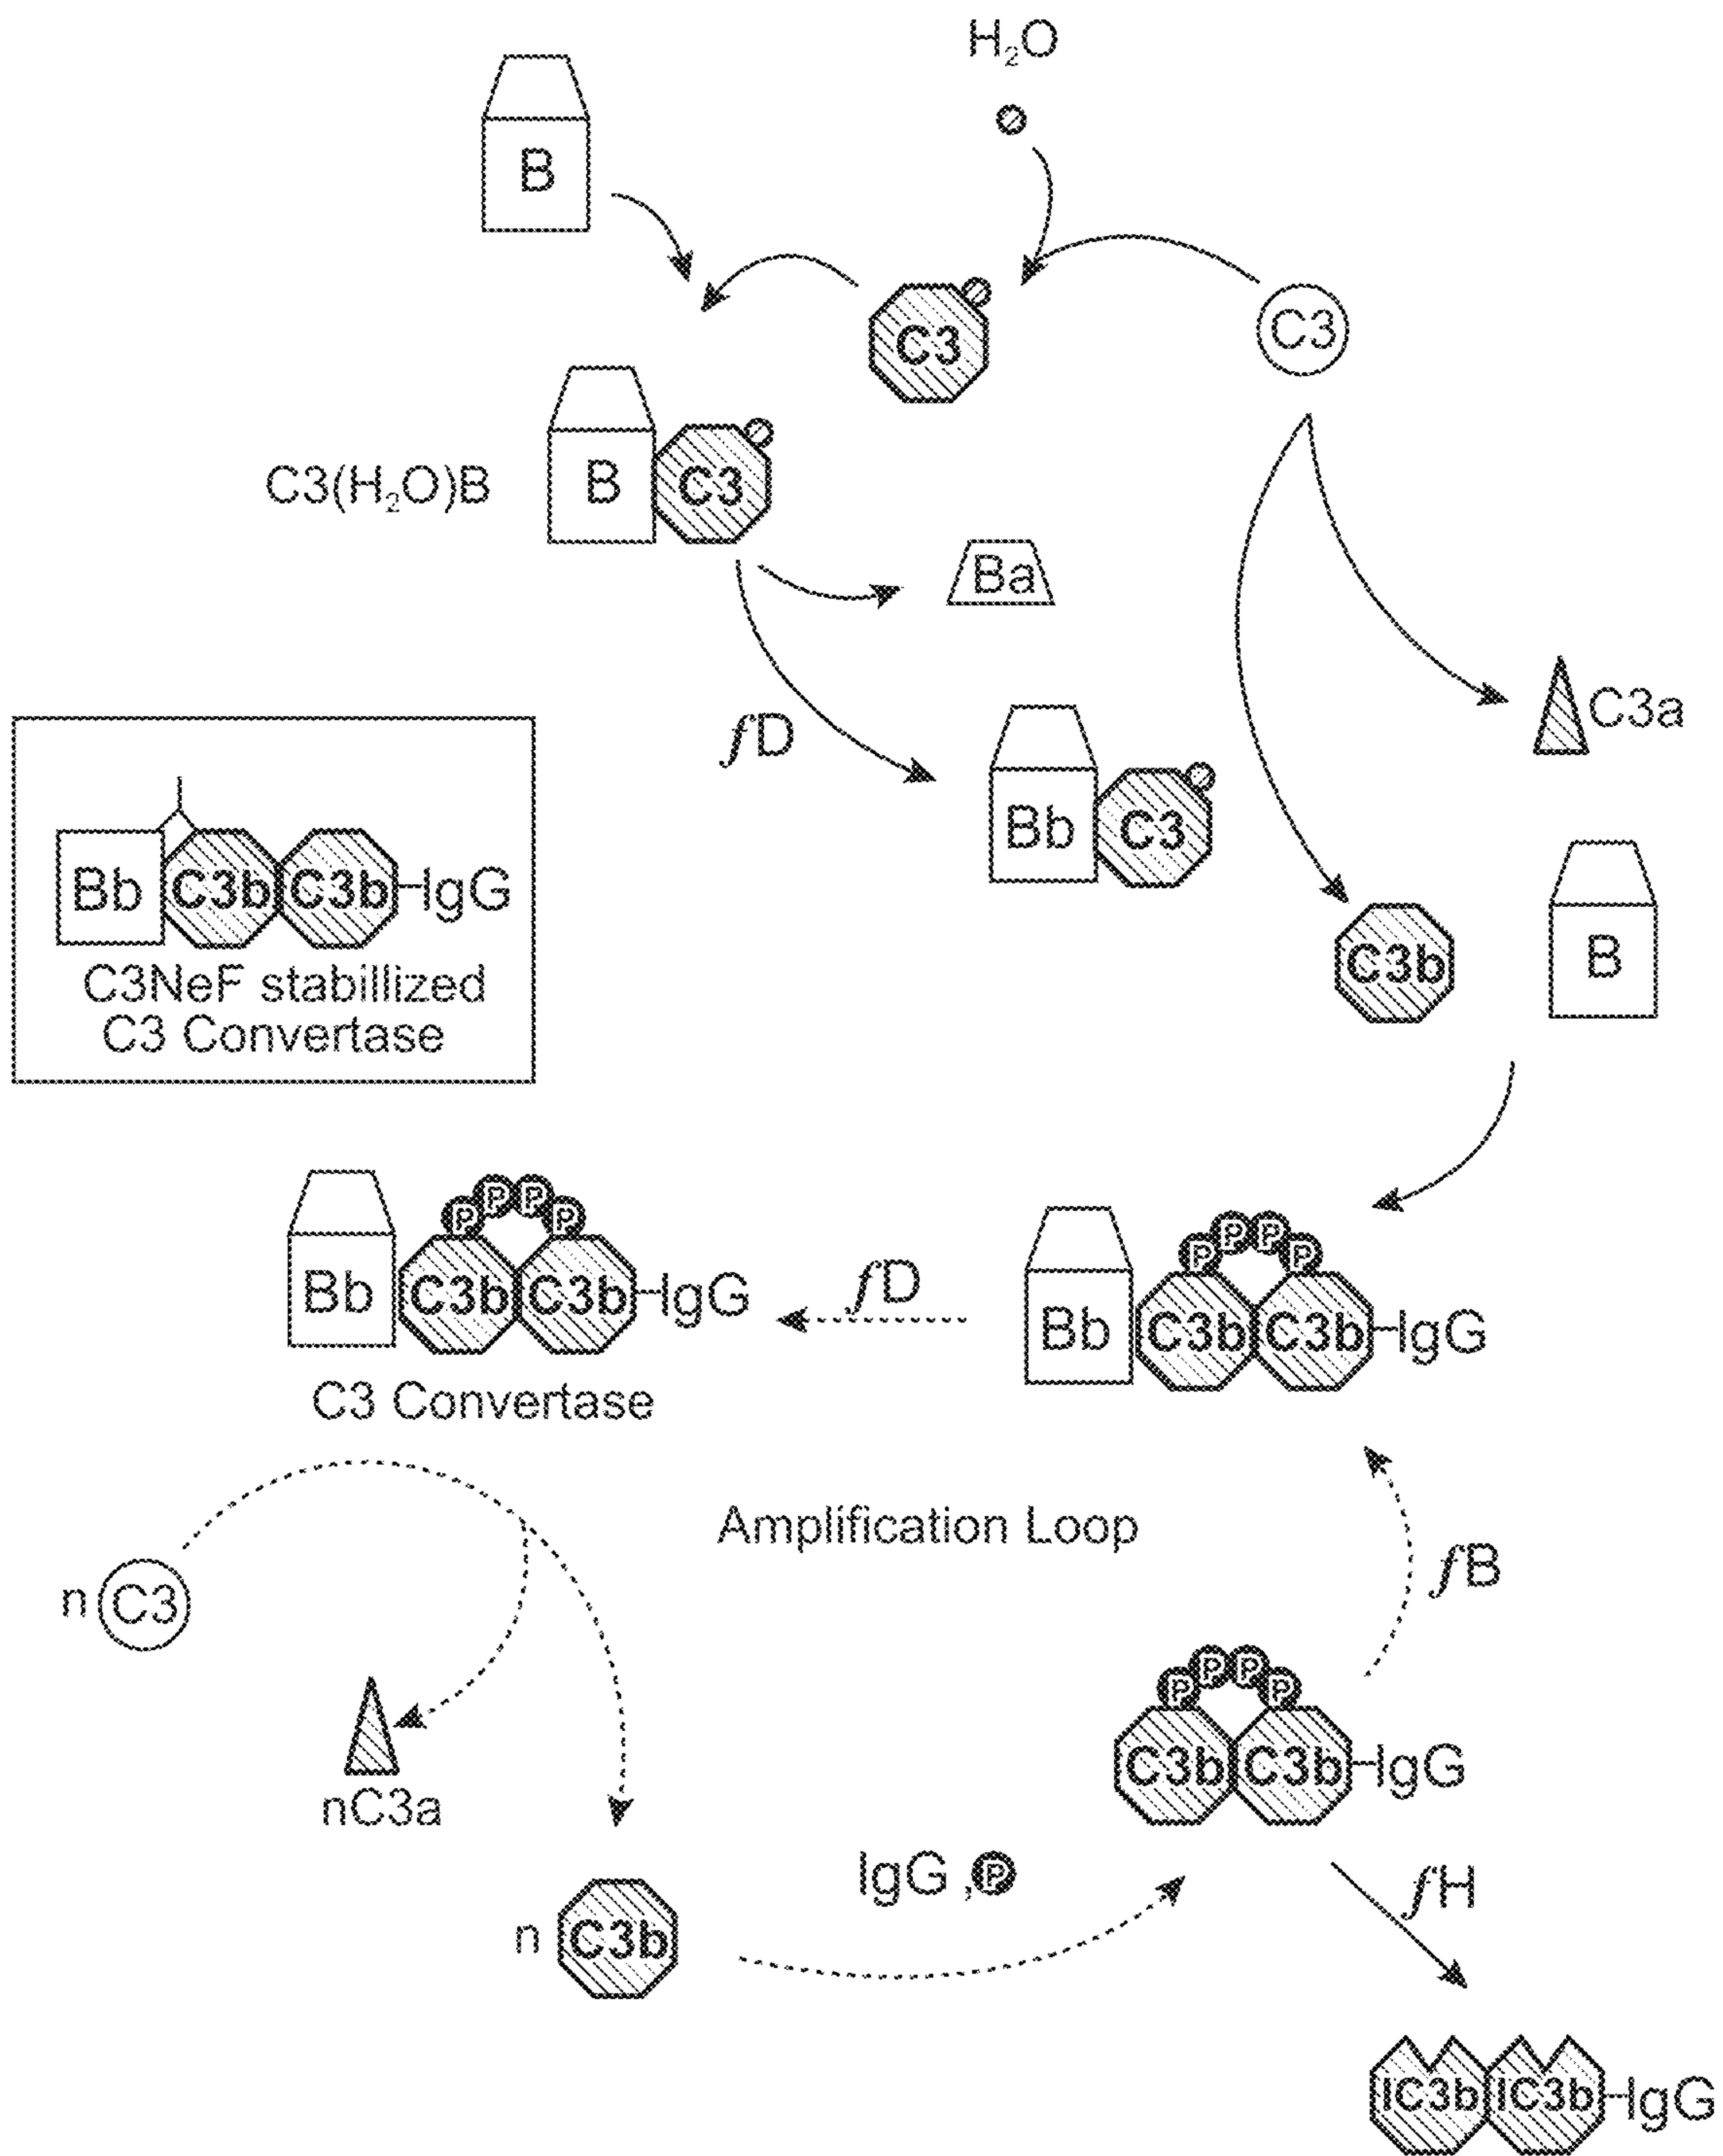 H₂O
B
C3
C3
C3(H₂O)B
B
C3
Ba
fD
C3a
Bb
C3
Bb
C3b
C3b
IgG
C3b
B
C3NeF stabillized
C3 Convertase
P
P
P
P
P
P
P
P
Bb
C3b
C3b
IgG
fD
Bb
C3b
C3b
IgG
C3 Convertase
Amplification Loop
n
C3
fB
P
P
P
P
C3b
C3b
IgG
nC3a
IgG
,
P
fH
n
C3b
IC3b
IC3b
IgG